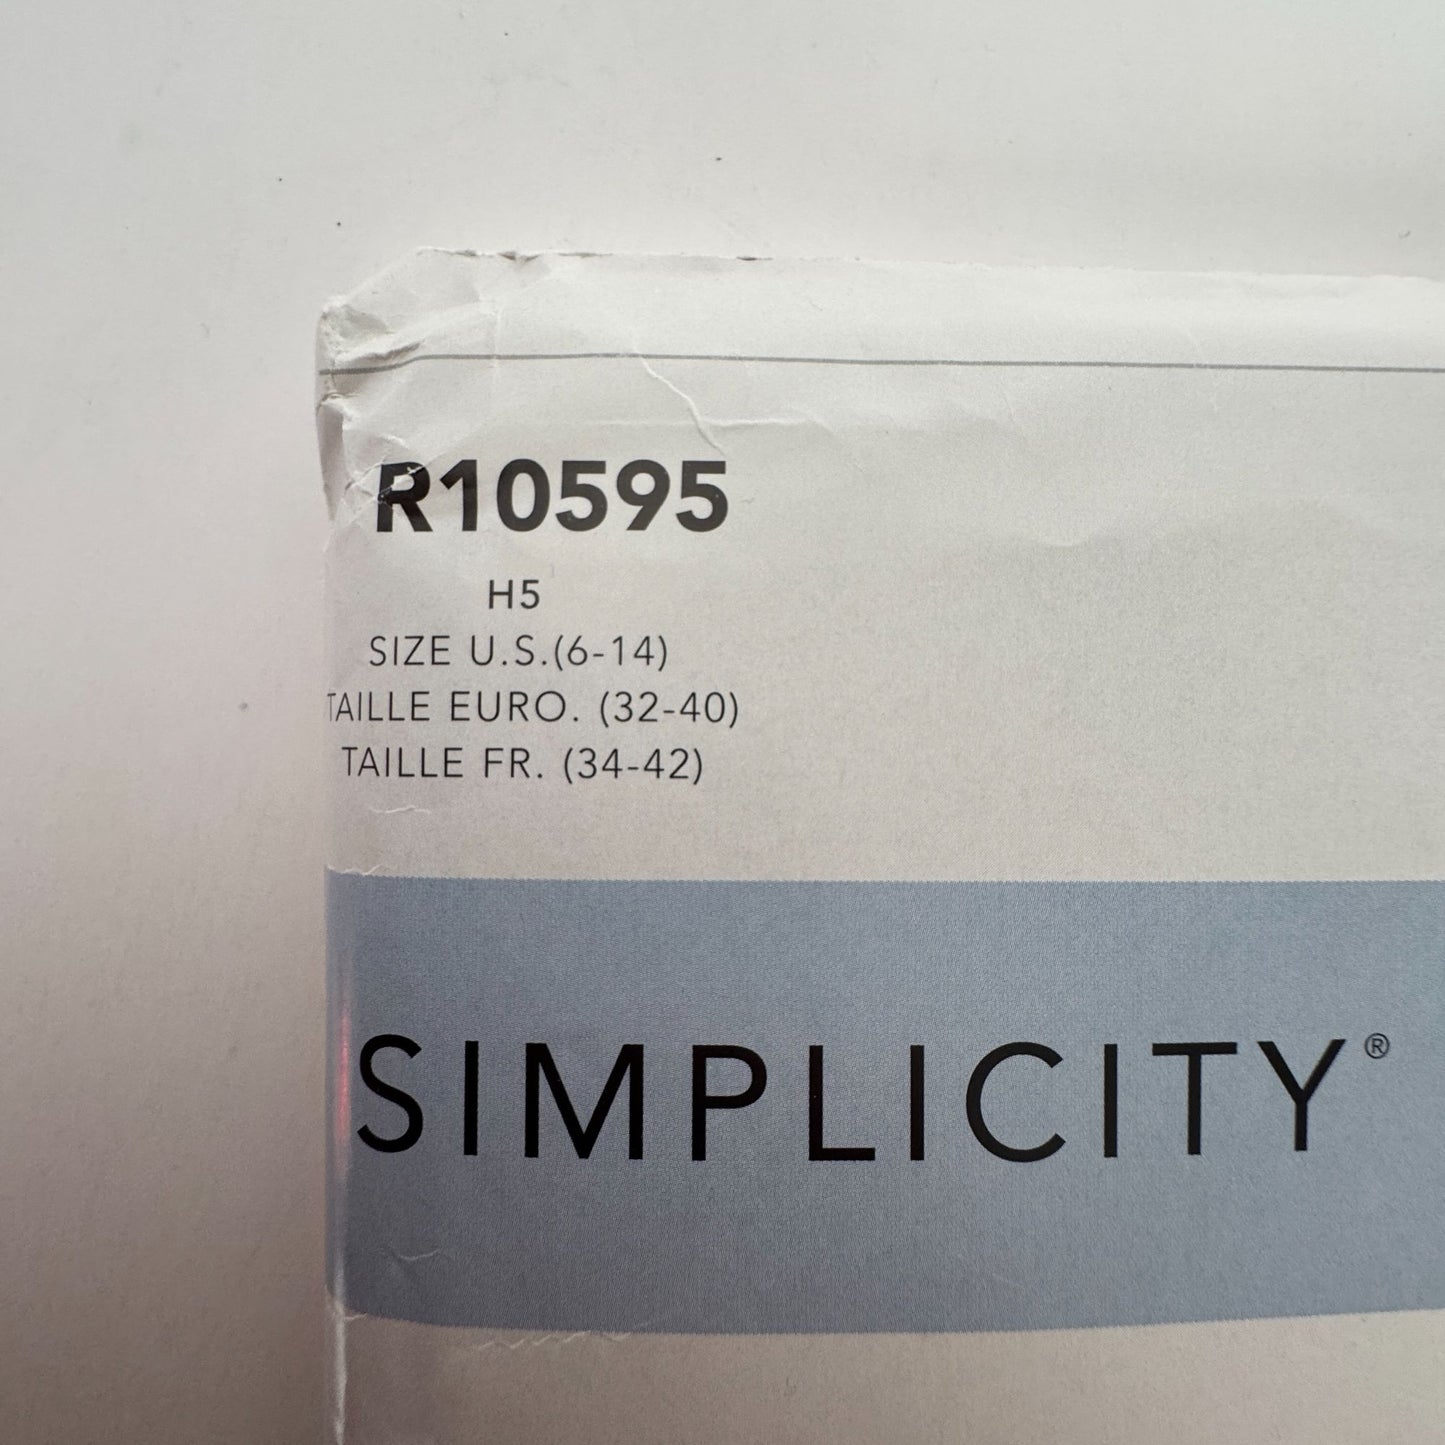 R10595
H5
SIZE U.S.(6-14)
TAILLE EURO. (32-40)
TAILLE FR. (34-42)
SIMPLICITY®